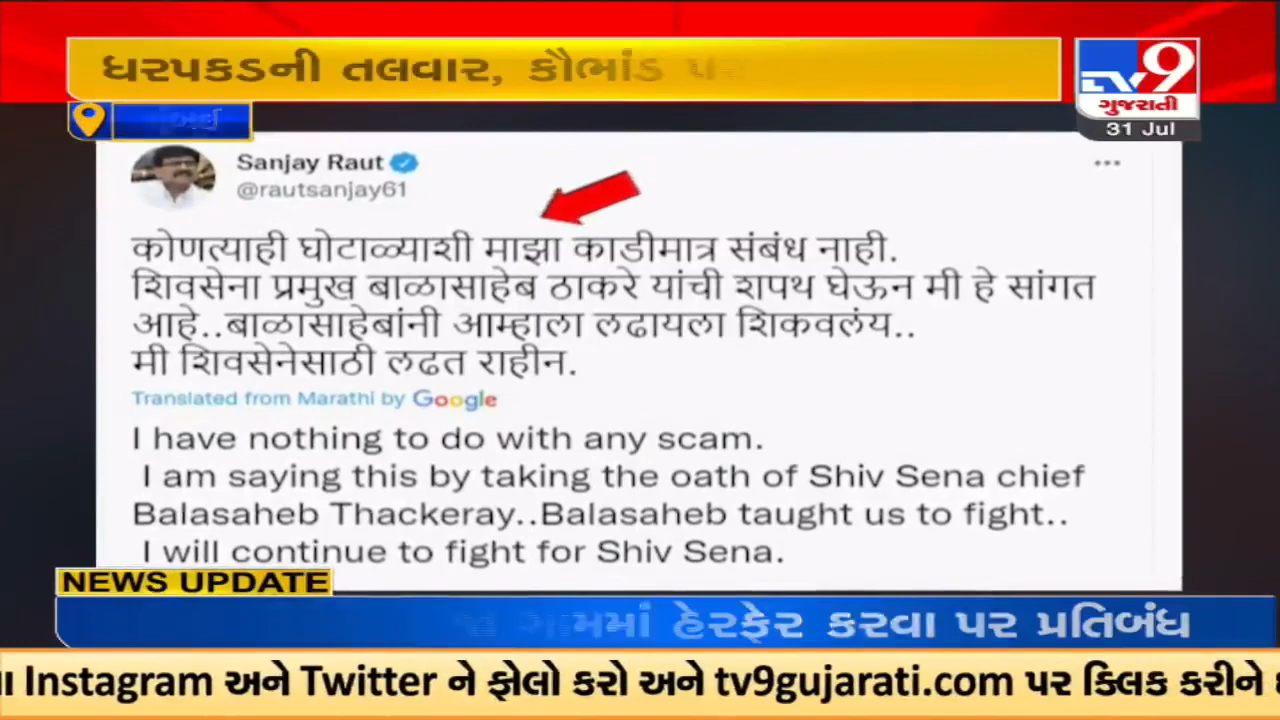 ધરપકડની તલવાર, કૌભાંડ
TV9
ગુજરાતી
31 Jul
Sanjay Raut
@rautsanjay61
कोणत्याही घोटाळ्याशी माझा काडीमात्र संबंध नाही.
शिवसेना प्रमुख बाळासाहेब ठाकरे यांची शपथ घेऊन मी हे सांगत
आहे..बाळासाहेबांनी आम्हाला लढायला शिकवलंय..
मी शिवसेनेसाठी लढत राहीन.
Translated from Marathi by Google
I have nothing to do with any scam.
I am saying this by taking the oath of Shiv Sena chief
Balasaheb Thackeray..Balasaheb taught us to fight..
I will continue to fight for Shiv Sena.
NEWS UPDATE
ગામમાં હેરફેર કરવા પર પ્રતિબંધ
Instagram અને Twitter ને ફોલો કરો અને tv9gujarati.com પર ક્લિક કરીને